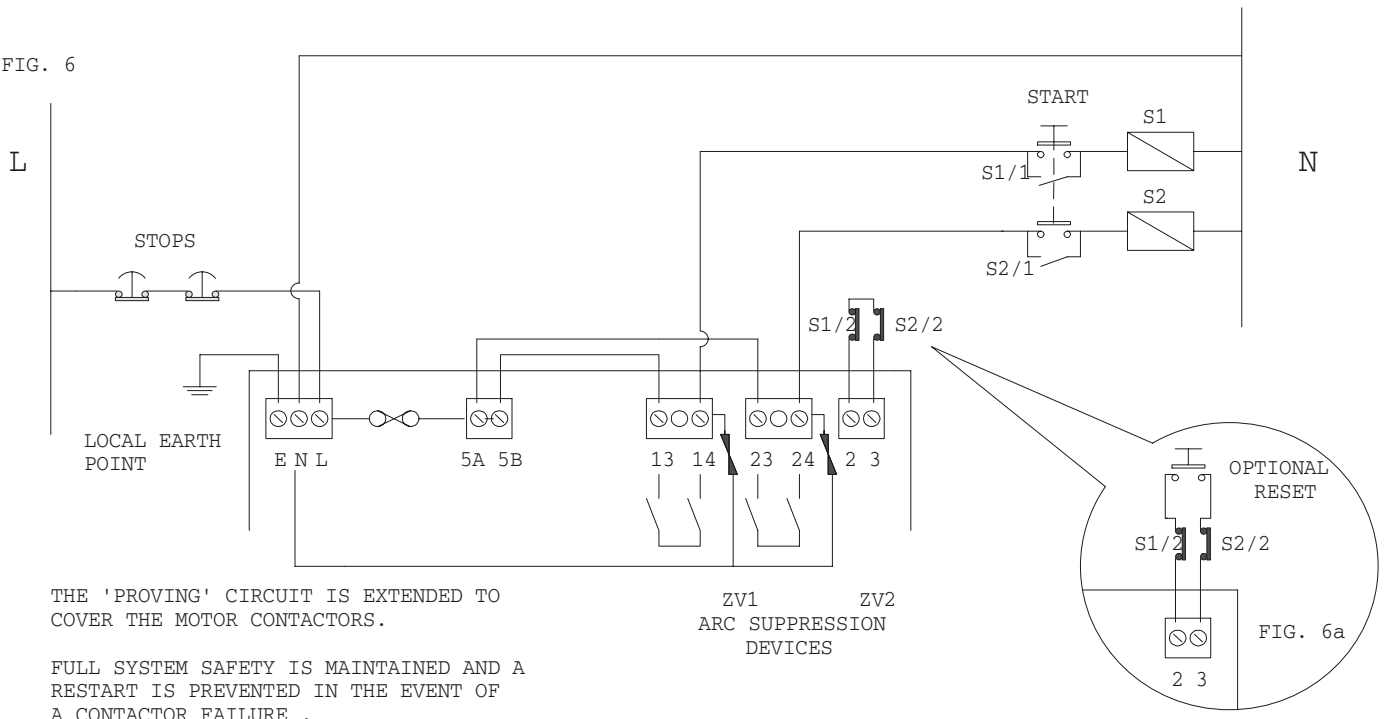 FIG. 6
START
S1
L
S1/1
N
S2
STOPS
S2/1
S1/2 S2/2
LOCAL EARTH
POINT
E N L
5A 5B
13 14 23 24 2 3
OPTIONAL
RESET
S1/2 S2/2
THE 'PROVING' CIRCUIT IS EXTENDED TO
COVER THE MOTOR CONTACTORS.
ZV1 ZV2
ARC SUPPRESSION
DEVICES
FIG. 6a
2 3
FULL SYSTEM SAFETY IS MAINTAINED AND A
RESTART IS PREVENTED IN THE EVENT OF
A CONTACTOR FAILURE .